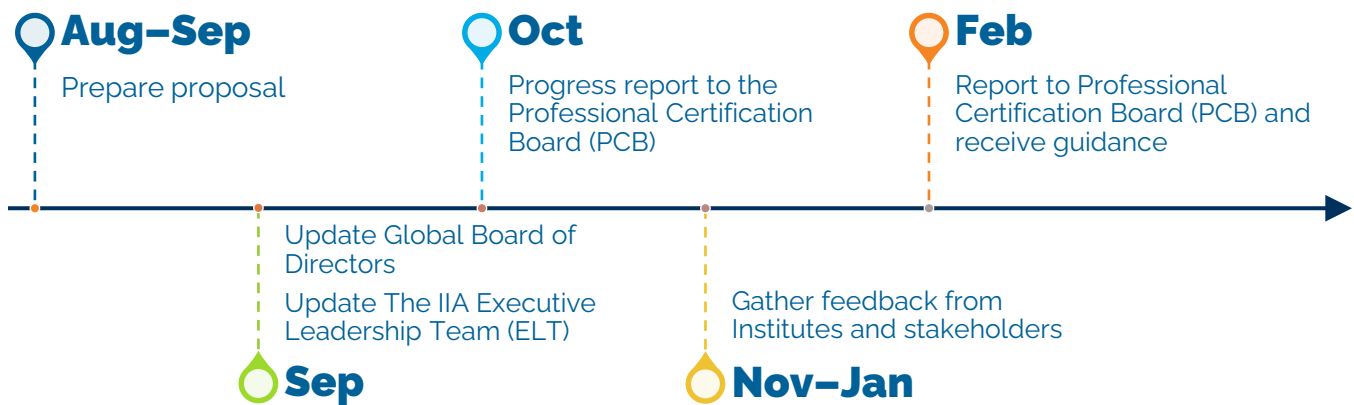 Aug–Sep
Prepare proposal
Oct
Progress report to the
Professional Certification
Board (PCB)
Feb
Report to Professional
Certification Board (PCB) and
receive guidance
Update Global Board of
Directors
Update The IIA Executive
Leadership Team (ELT)
Sep
Gather feedback from
Institutes and stakeholders
Nov–Jan